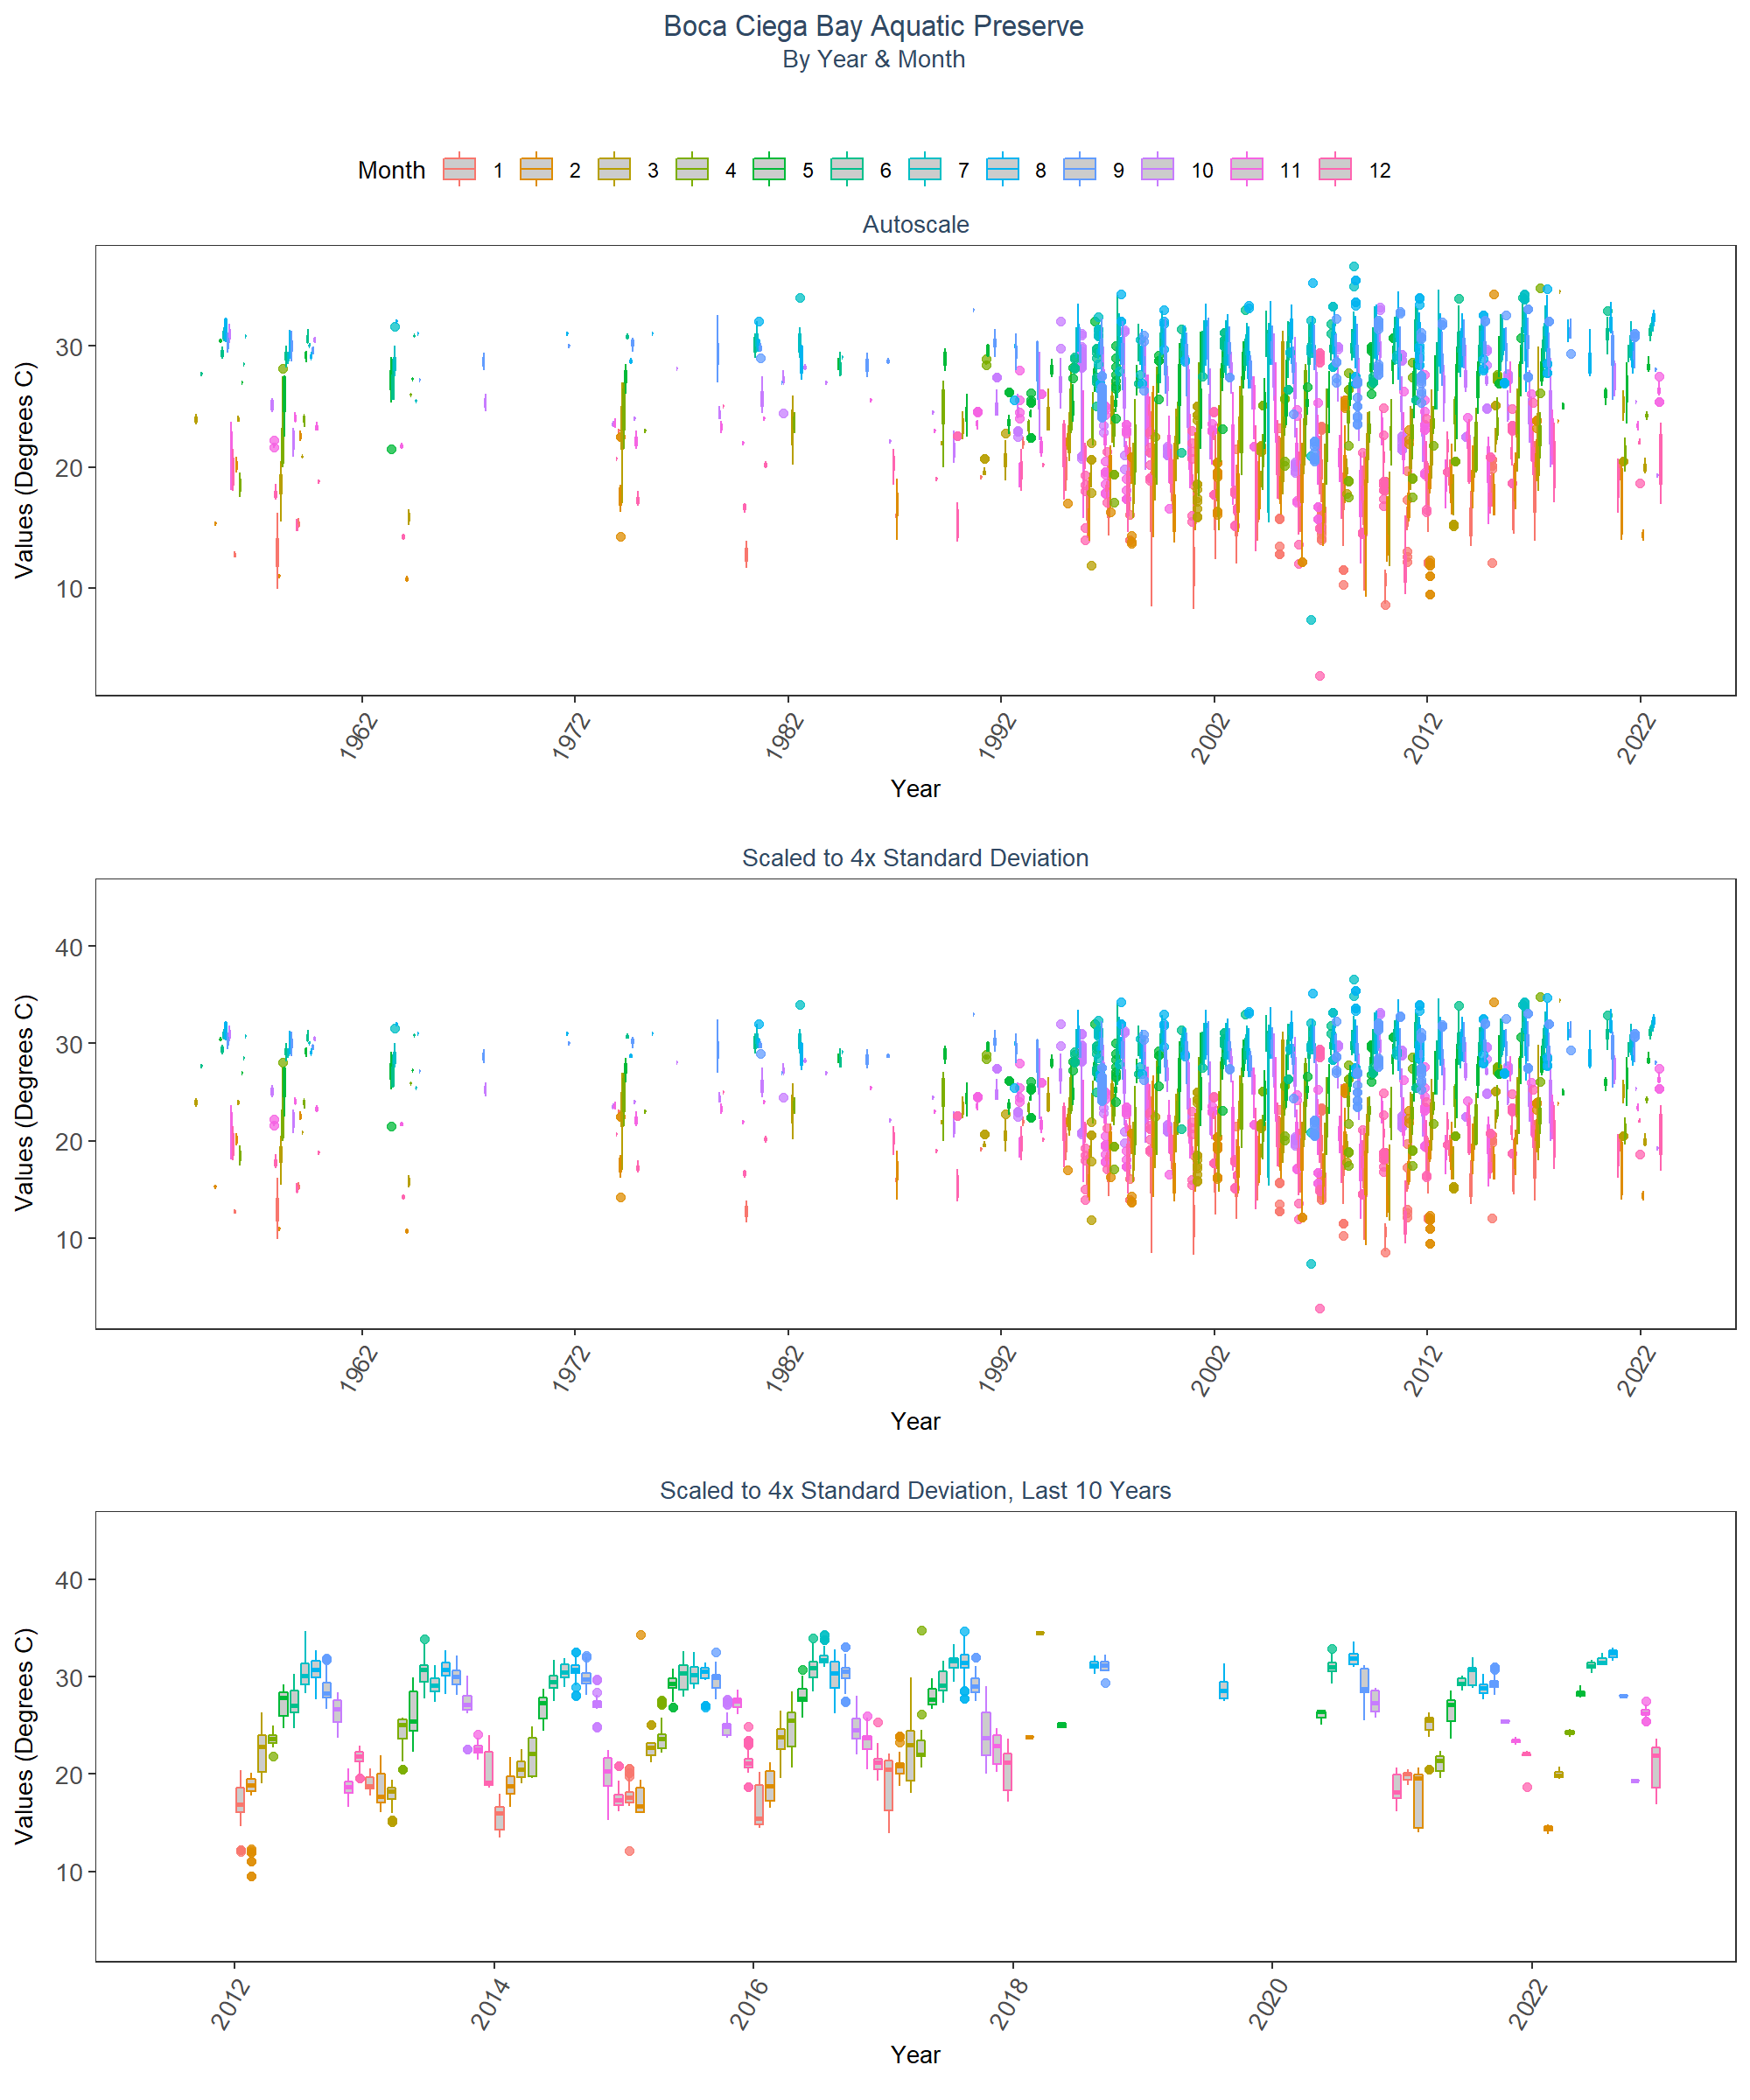 Boca Ciega Bay Aquatic Preserve
By Year & Month
Month 1 2 3 4 5 6 7 8 9 10 11 12
Autoscale
Values (Degrees C)
30
20
10
1962 1972 1982 1992 2002 2012 2022
Year
Scaled to 4x Standard Deviation
Values (Degrees C)
40
30
20
10
1962 1972 1982 1992 2002 2012 2022
Year
Scaled to 4x Standard Deviation, Last 10 Years
Values (Degrees C)
40
30
20
10
2012 2014 2016 2018 2020 2022
Year